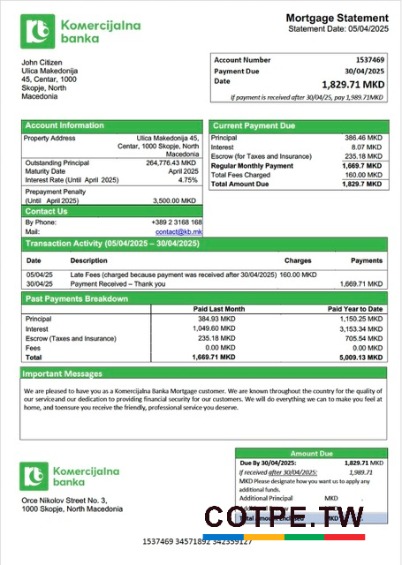 Komercijalna
banka
Mortgage Statement
Statement Date: 05/04/2025
John Citizen
Ulica Makedonija
45, Centar, 1000
Skopje, North
Macedonia
Account Number 1537469
Payment Due 30/04/2025
Date 1,829.71 MKD
If payment is received after 30/04/25, pay 1,989.71MKD
Account Information
Property Address Ulica Makedonija 45,
Centar, 1000 Skopje, North
Macedonia
Outstanding Principal 264,776.43 MKD
Maturity Date April 2025
Interest Rate (Until April 2025) 4.75%
Prepayment Penalty
(Until April 2025) 3,500.00 MKD
Contact Us
By Phone: +389 2 3168 168
Mail: contact@kb.mk
Current Payment Due
Principal 386.46 MKD
Interest 8.07 MKD
Escrow (for Taxes and Insurance) 235.18 MKD
Regular Monthly Payment 1,669.7 MKD
Total Fees Charged 160.00 MKD
Total Amount Due 1,829.7 MKD
Transaction Activity (05/04/2025 – 30/04/2025)
Date Description Charges Payments
05/04/25 Late Fees (charged because payment was received after 30/04/2025) 160.00 MKD
30/04/25 Payment Received – Thank you 1,669.71 MKD
Past Payments Breakdown
Paid Last Month Paid Year to Date
Principal 384.93 MKD 1,150.25 MKD
Interest 1,049.60 MKD 3,153.34 MKD
Escrow (Taxes and Insurance) 235.18 MKD 705.54 MKD
Fees 0.00 MKD 0.00 MKD
Total 1,669.71 MKD 5,009.13 MKD
Important Messages
We are pleased to have you as a Komercijalna Banka Mortgage customer. We are known throughout the country for the quality of
our serviceand our dedication to providing financial security for our customers. We will do everything we can to make you feel at
home, and toensure you receive the friendly, professional service you deserve.
Komercijalna
banka
Orce Nikolov Street No. 3,
1000 Skopje, North Macedonia
Amount Due
Due By 30/04/2025: 1,829.71 MKD
If received after 30/04/2025: 1,989.71
MKD Please designate how you want us to apply any
additional funds.
Additional Principal MKD
COTPE.TW
1537469 34571892 342359127